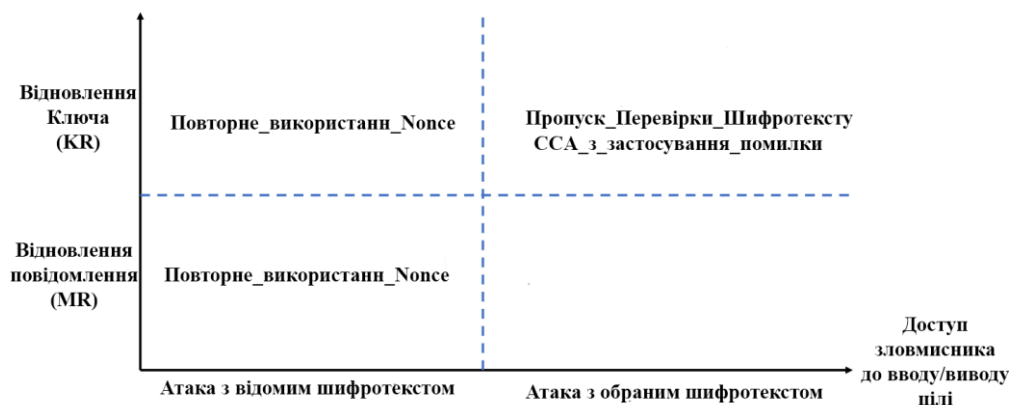 Відновлення
Ключа
(KR)
Повторне_використанн_Nonce
Пропуск_Перевірки_Шифротексту
ССА_з_застосування_помилки
Відновлення
повідомлення
(MR)
Повторне_використанн_Nonce
Атака з відомим шифротекстом
Атака з обраним шифротекстом
Доступ
зловмисника
до вводу/виводу
цілі